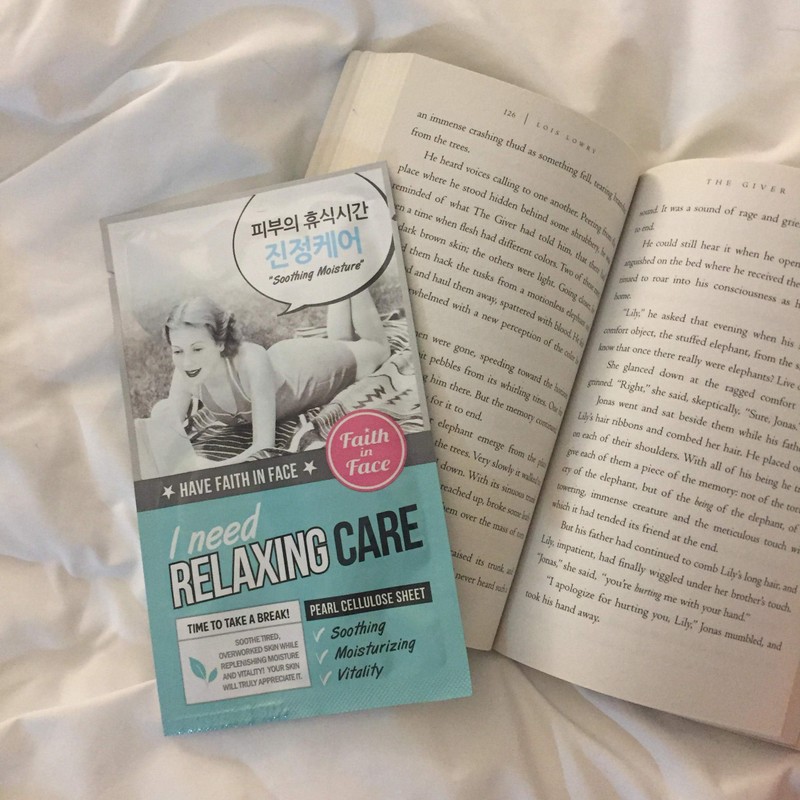 피부의 휴식시간
진정케어
"Soothing Moisture"
Faith
in
Face
★ HAVE FAITH IN FACE ★
I need
RELAXING CARE
TIME TO TAKE A BREAK!
SOOTHE TIRED,
OVERWORKED SKIN WHILE
REPLENISHING MOISTURE
AND VITALITY! YOUR SKIN
WILL TRULY APPRECIATE IT.
PEARL CELLULOSE SHEET
✓ Soothing
✓ Moisturizing
✓ Vitality
126 | LOIS LOWRY
an immense crashing thud as something fell, tearing
from the trees.
He heard voices calling to one another. Peering from
place where he stood hidden behind some shrubbery, he
reminded of what The Giver had told him, that there
a time when flesh had different colors. Two of these
dark brown skin; the others were light. Going closer,
them hack the tusks from a motionless elephant
and haul them away, spattered with blood. He
overwhelmed with a new perception of the color
were gone, speeding toward the horizon
pebbles from its whirling tires. One
him there. But the memory continued
for it to end.
elephant emerge from the
the trees. Very slowly it walked
down. With its sinuous
reached up, broke some
them over the mass of
raised its trunk
never heard such
THE GIVER
sound. It was a sound of rage and grief
to end.
He could still hear it when he opened
anguished on the bed where he received the
tinued to roar into his consciousness as he
home.
"Lily," he asked that evening when his
comfort object, the stuffed elephant, from the
know that once there really were elephants? Live
She glanced down at the ragged comfort
grinned. "Right," she said, skeptically. "Sure, Jonas."
Jonas went and sat beside them while his father
Lily's hair ribbons and combed her hair. He placed
on each of their shoulders. With all of his being he
give each of them a piece of the memory: not of the
cry of the elephant, but of the being of the elephant, of
towering, immense creature and the meticulous touch
which it had tended its friend at the end.
But his father had continued to comb Lily's long hair, and
Lily, impatient, had finally wiggled under her brother's touch.
"Jonas," she said, "you're hurting me with your hand."
"I apologize for hurting you, Lily," Jonas mumbled, and
took his hand away.